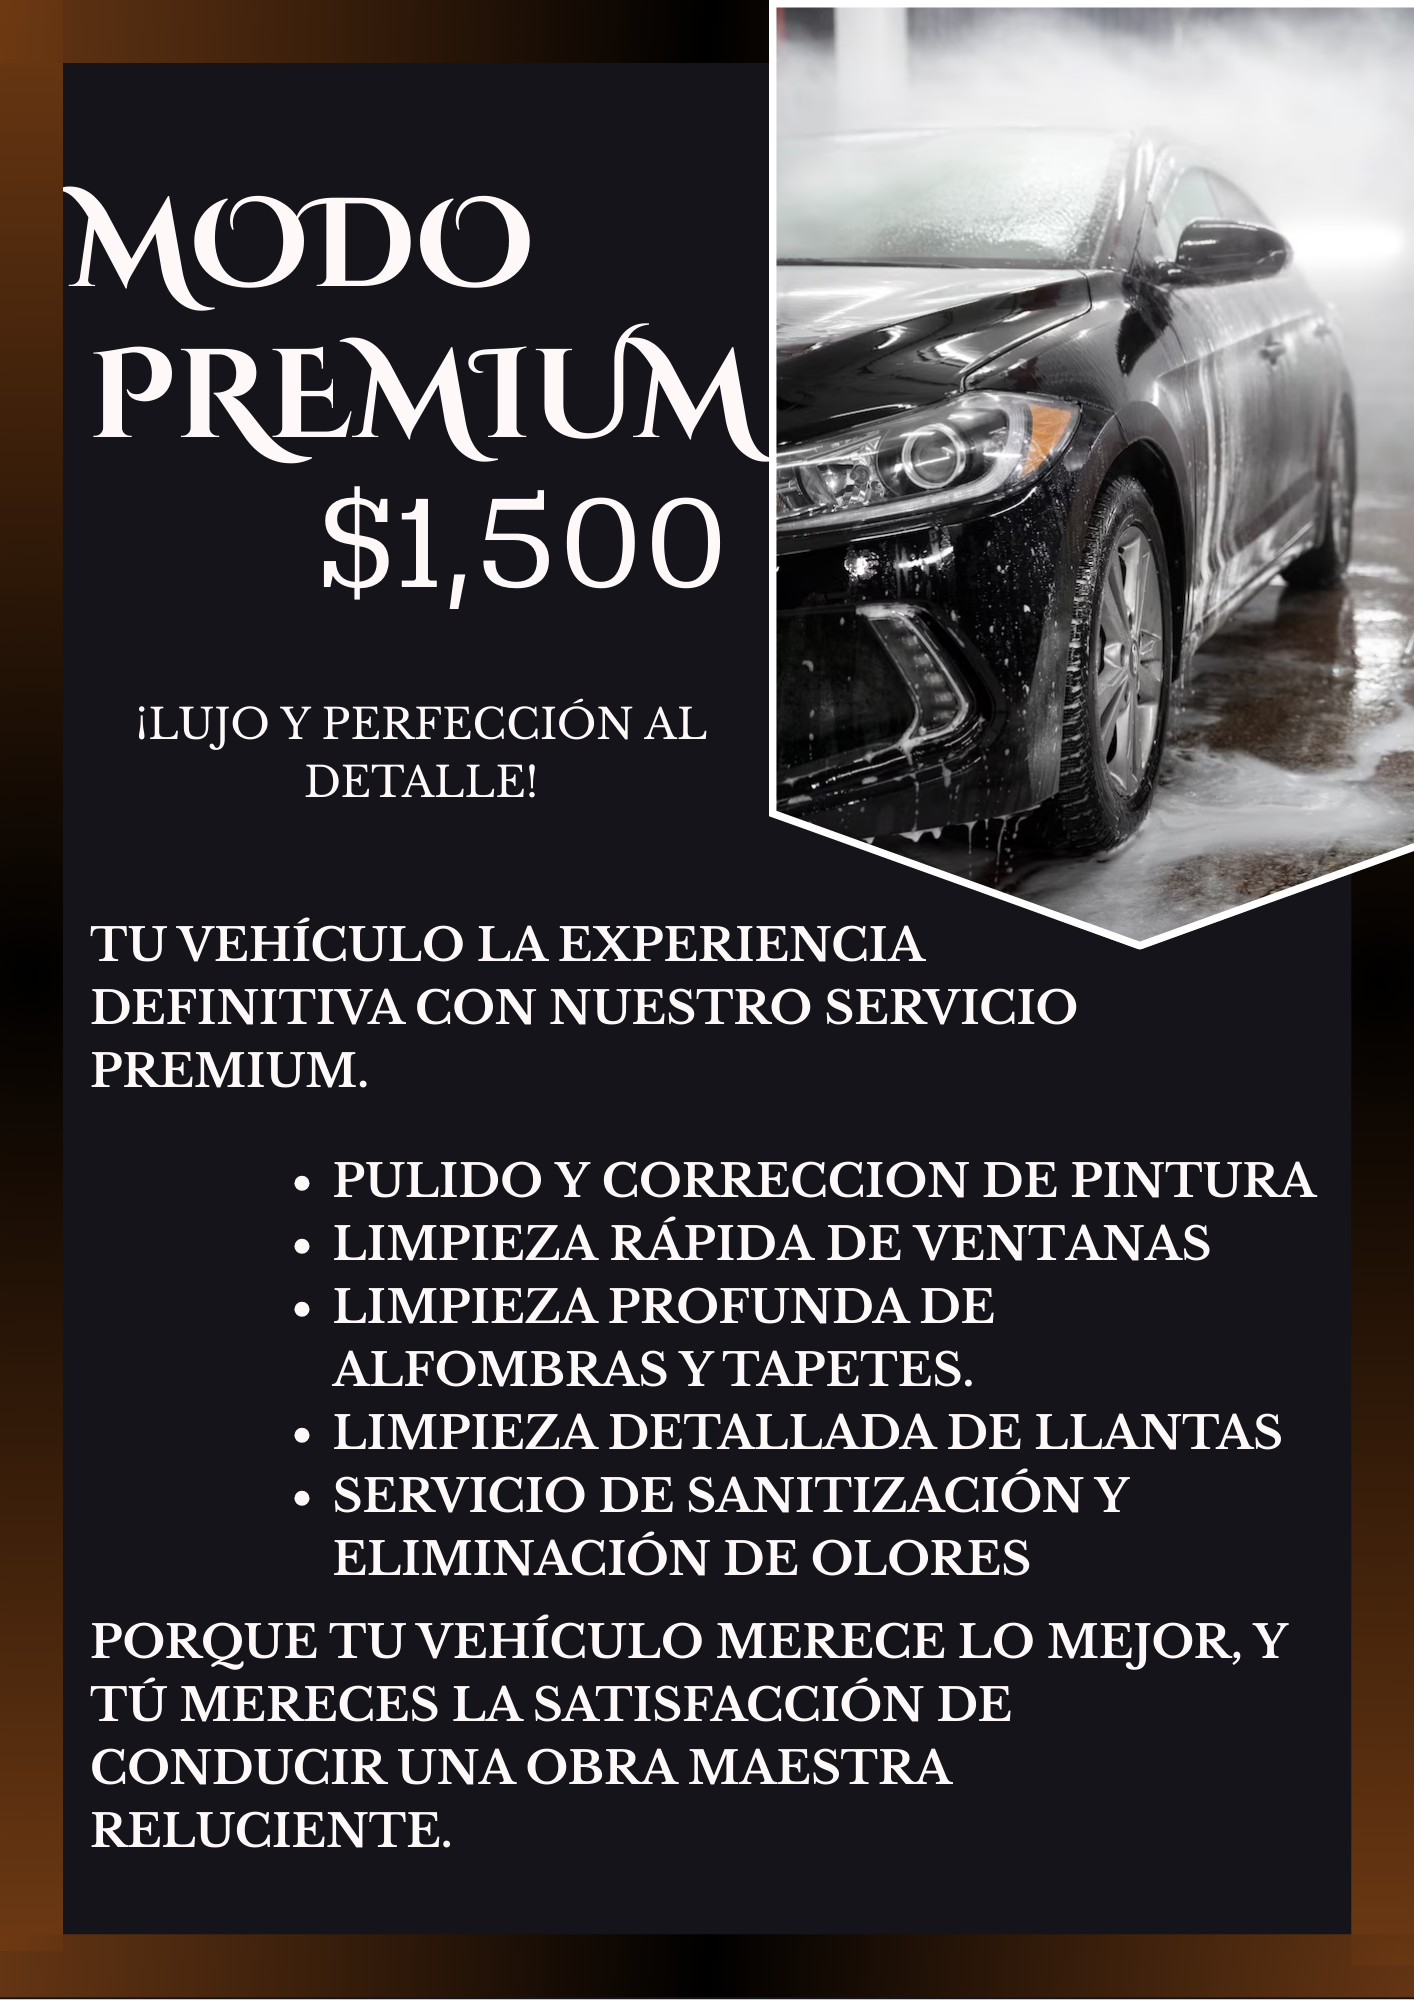 MODO
PREMIUM
$1,500
¡LUJO Y PERFECCIÓN AL
DETALLE!
TU VEHÍCULO LA EXPERIENCIA
DEFINITIVA CON NUESTRO SERVICIO
PREMIUM.
• PULIDO Y CORRECCION DE PINTURA
• LIMPIEZA RÁPIDA DE VENTANAS
• LIMPIEZA PROFUNDA DE
ALFOMBRAS Y TAPETES.
• LIMPIEZA DETALLADA DE LLANTAS
• SERVICIO DE SANITIZACIÓN Y
ELIMINACIÓN DE OLORES
PORQUE TU VEHÍCULO MERECE LO MEJOR, Y
TÚ MERECES LA SATISFACCIÓN DE
CONDUCIR UNA OBRA MAESTRA
RELUCIENTE.